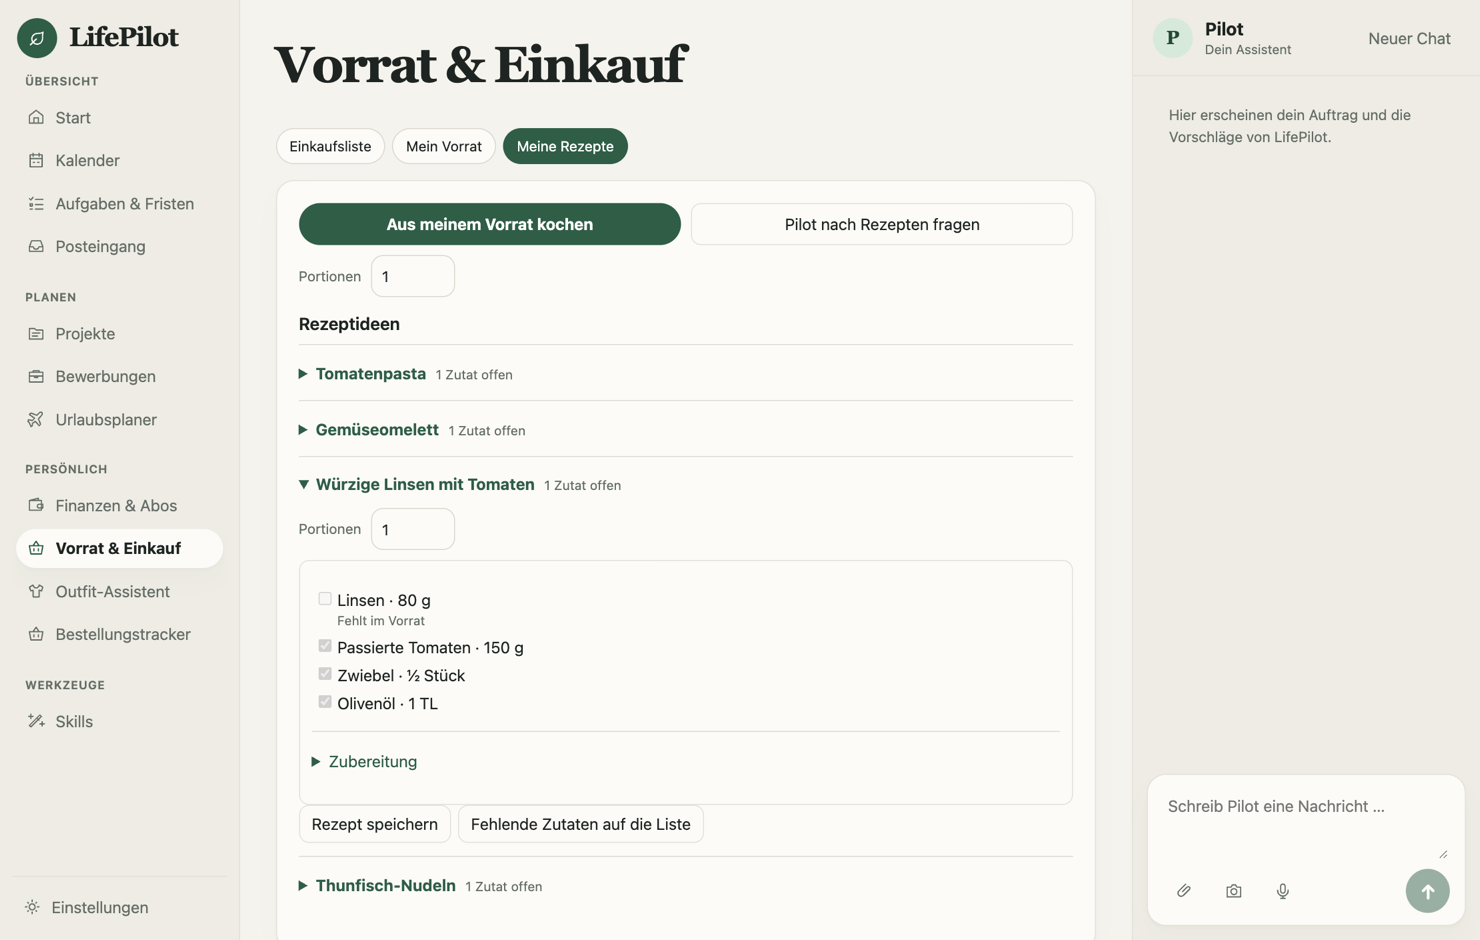 LifePilot
ÜBERSICHT
Start
Kalender
Aufgaben & Fristen
Posteingang
PLANEN
Projekte
Bewerbungen
Urlaubsplaner
PERSÖNLICH
Finanzen & Abos
Vorrat & Einkauf
Outfit-Assistent
Bestellungstracker
WERKZEUGE
Skills
Einstellungen
Vorrat & Einkauf
Einkaufsliste
Mein Vorrat
Meine Rezepte
Aus meinem Vorrat kochen
Pilot nach Rezepten fragen
Portionen 1
Rezeptideen
Tomatenpasta 1 Zutat offen
Gemüseomelett 1 Zutat offen
Würzige Linsen mit Tomaten 1 Zutat offen
Portionen 1
Linsen · 80 g
Fehlt im Vorrat
Passierte Tomaten · 150 g
Zwiebel · ½ Stück
Olivenöl · 1 TL
Zubereitung
Rezept speichern
Fehlende Zutaten auf die Liste
Thunfisch-Nudeln 1 Zutat offen
P
Pilot
Dein Assistent
Neuer Chat
Hier erscheinen dein Auftrag und die
Vorschläge von LifePilot.
Schreib Pilot eine Nachricht ...